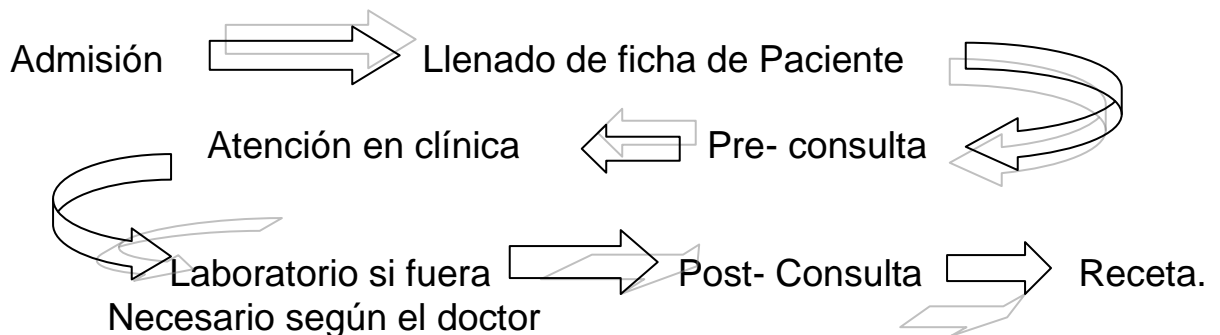 Admisión Llenado de ficha de Paciente
Atención en clínica Pre- consulta
Laboratorio si fuera Post- Consulta Receta.
Necesario según el doctor